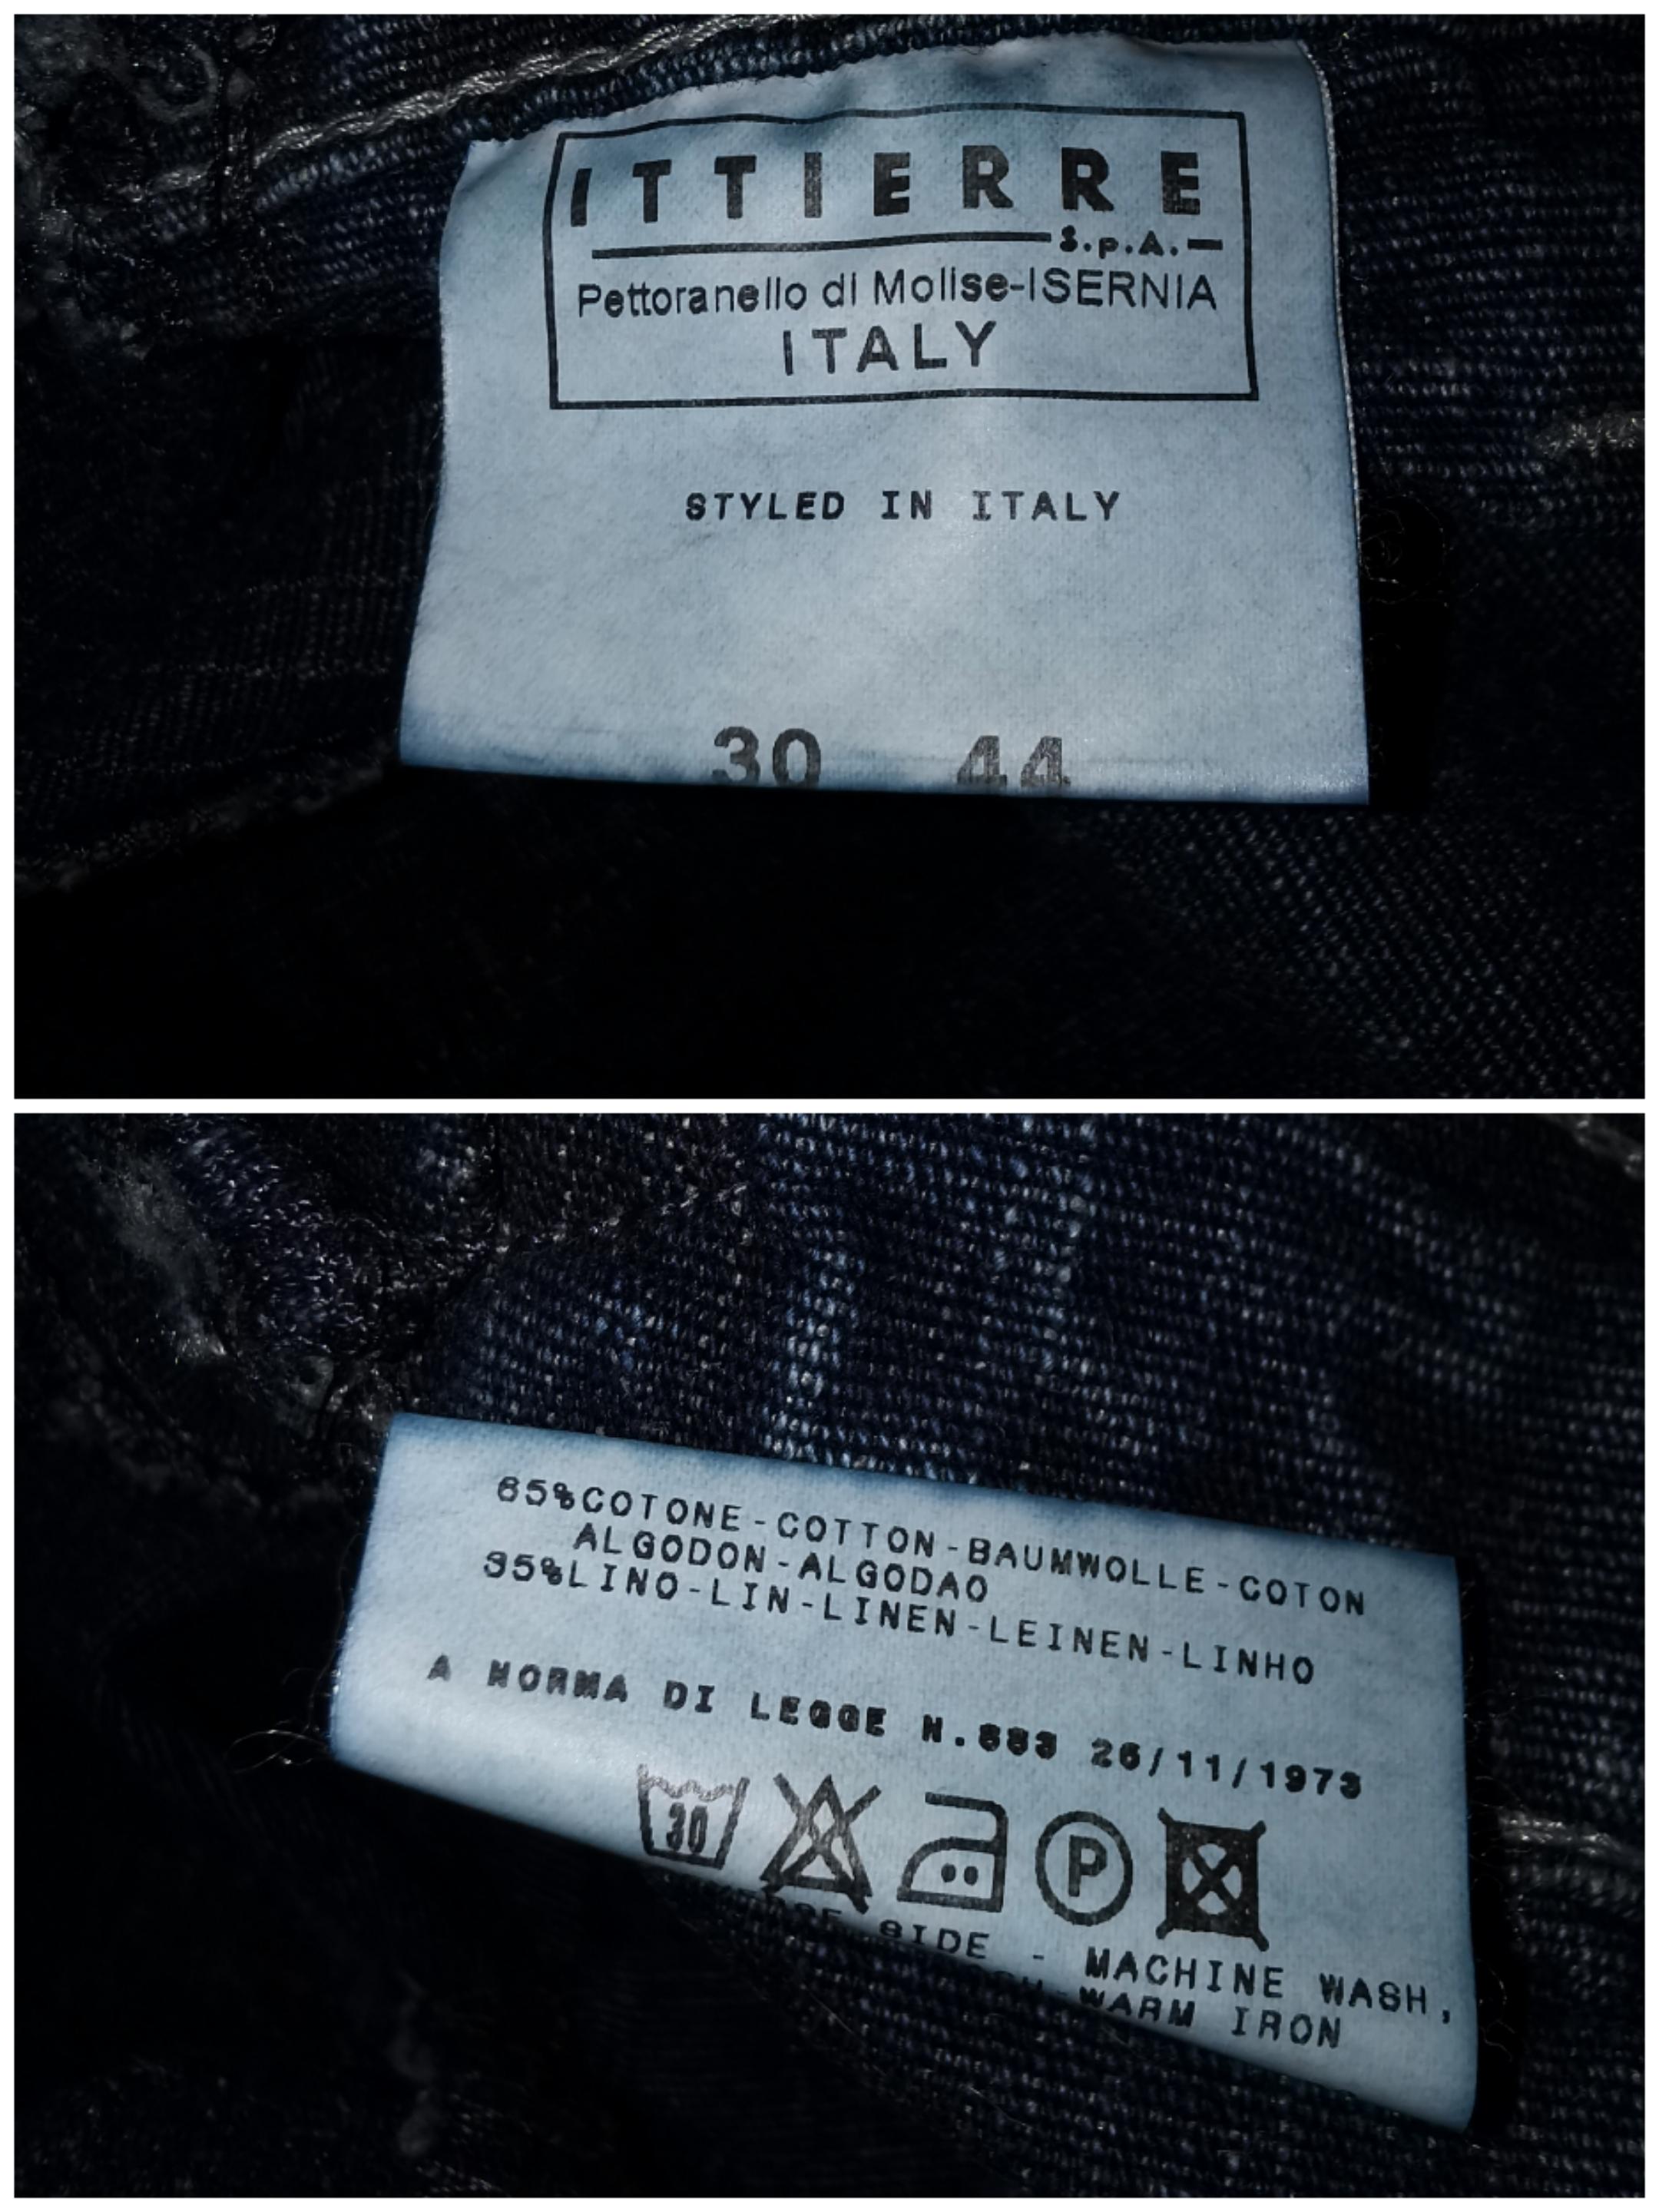 ITTIERRE
S.p.A.
Pettoranello di Molise-ISERNIA
ITALY
STYLED IN ITALY
30 44
65%COTONE-COTTON-BAUMWOLLE-COTON
ALGODON-ALGODAO
35%LINO-LIN-LINEN-LEINEN-LINHO
A NORMA DI LEGGE N.883 26/11/1973
30
P
SIDE - MACHINE WASH,
WARM IRON